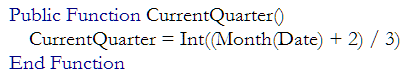 Public Function CurrentQuarter()
CurrentQuarter = Int((Month(Date) + 2) / 3)
End Function